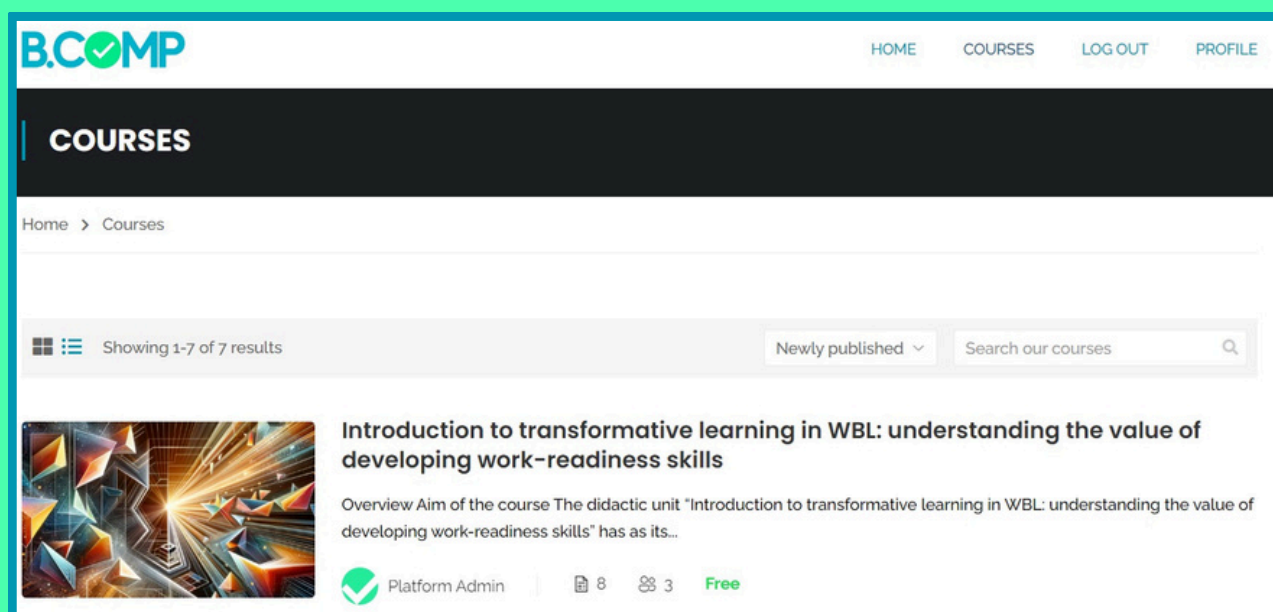 B.COMP
HOME COURSES LOG OUT PROFILE
COURSES
Home > Courses
Showing 1-7 of 7 results
Newly published
Search our courses
Introduction to transformative learning in WBL: understanding the value of
developing work-readiness skills
Overview Aim of the course The didactic unit “Introduction to transformative learning in WBL: understanding the value of
developing work-readiness skills” has as its...
Platform Admin 8 3 Free